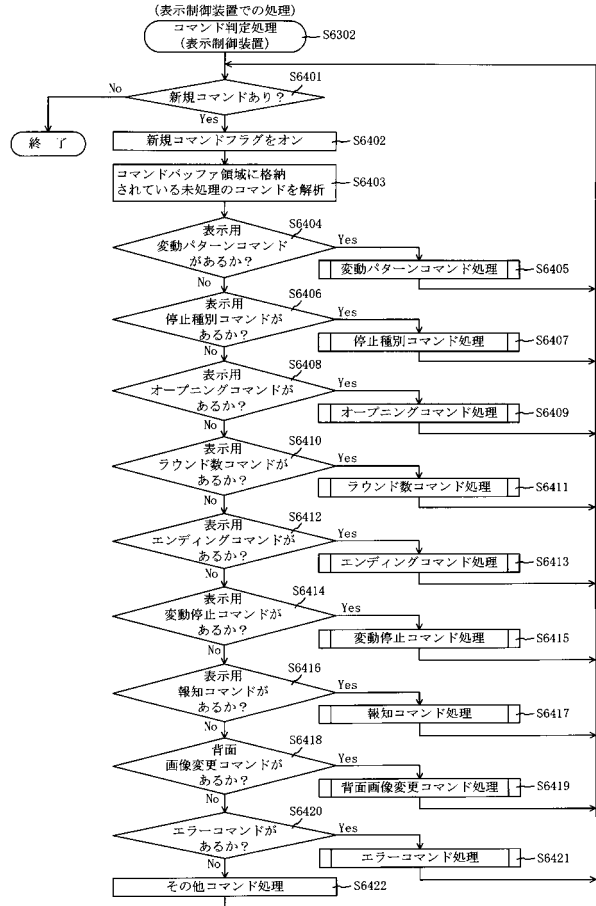 (表示制御装置での処理)
コマンド判定処理
(表示制御装置)
S6302
S6401
No
新規コマンドあり？
Yes
終 了
新規コマンドフラグをオン
S6402
コマンドバッファ領域に格納
されている未処理のコマンドを解析
S6403
S6404
表示用
変動パターンコマンド
があるか？
Yes
変動パターンコマンド処理
S6405
No
S6406
表示用
停止種別コマンドが
あるか？
Yes
停止種別コマンド処理
S6407
No
S6408
表示用
オープニングコマンドが
あるか？
Yes
オープニングコマンド処理
S6409
No
S6410
表示用
ラウンド数コマンドが
あるか？
Yes
ラウンド数コマンド処理
S6411
No
S6412
表示用
エンディングコマンドが
あるか？
Yes
エンディングコマンド処理
S6413
No
S6414
表示用
変動停止コマンドが
あるか？
Yes
変動停止コマンド処理
S6415
No
S6416
表示用
報知コマンドが
あるか？
Yes
報知コマンド処理
S6417
No
S6418
背面
画像変更コマンドが
あるか？
Yes
背面画像変更コマンド処理
S6419
No
S6420
エラーコマンドが
あるか？
Yes
エラーコマンド処理
S6421
No
その他コマンド処理
S6422